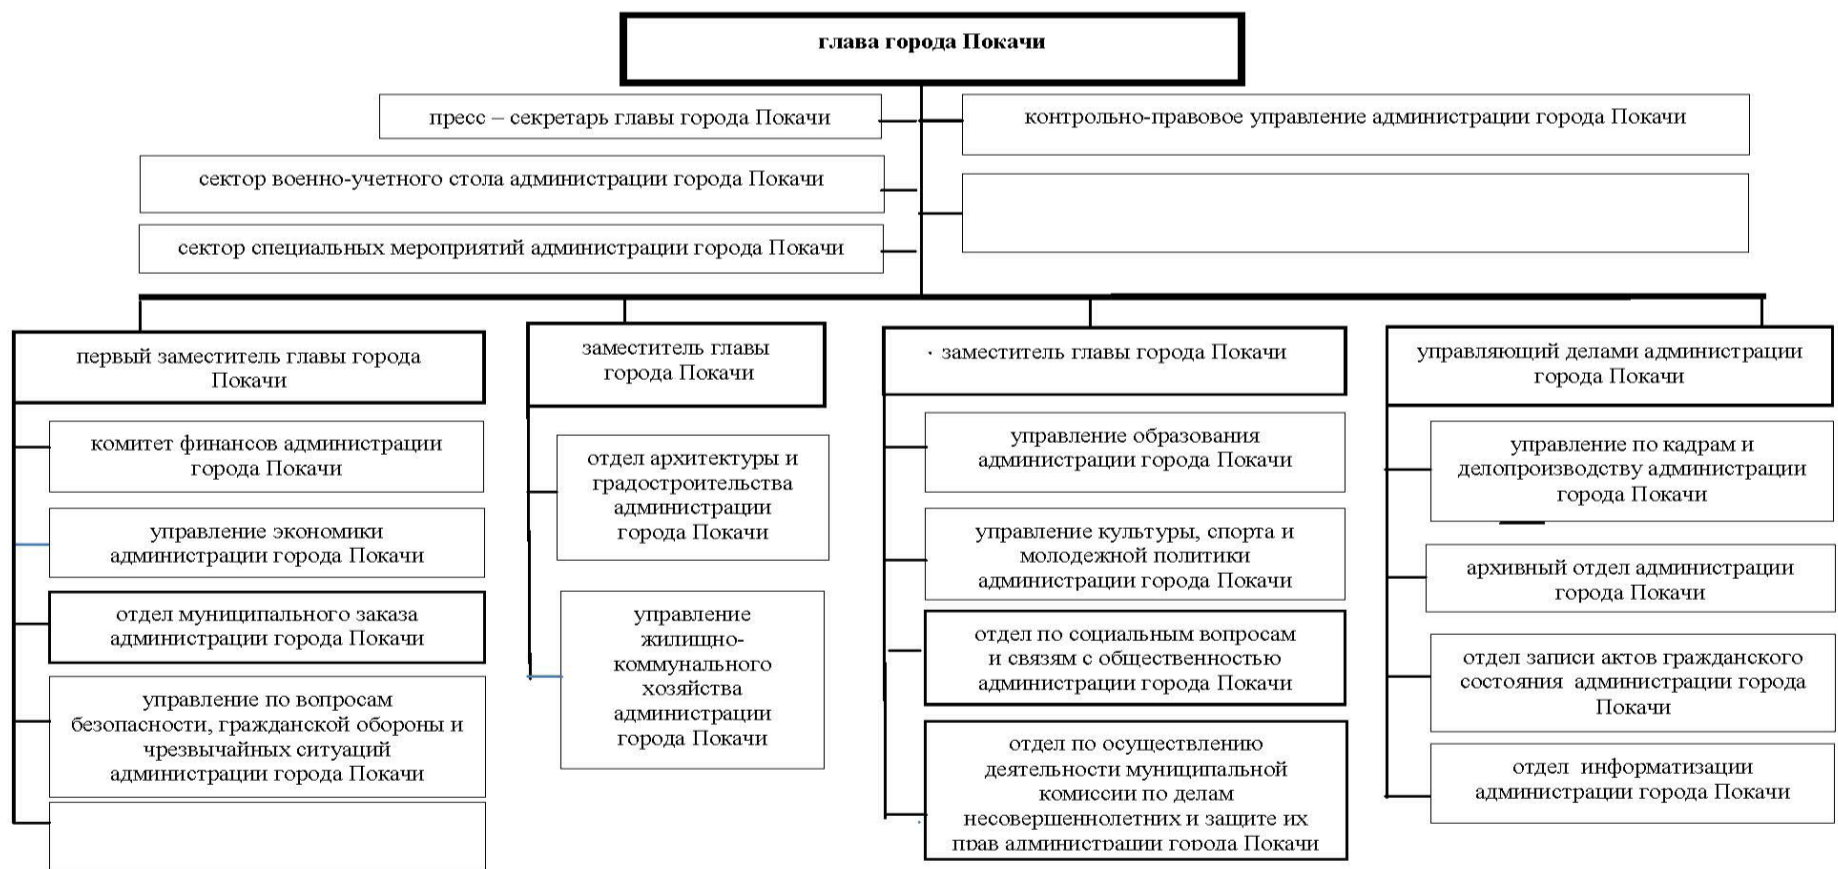 глава города Покачи
пресс – секретарь главы города Покачи
контрольно-правовое управление администрации города Покачи
сектор военно-учетного стола администрации города Покачи
сектор специальных мероприятий администрации города Покачи
первый заместитель главы города
Покачи
комитет финансов администрации
города Покачи
управление экономики
администрации города Покачи
отдел муниципального заказа
администрации города Покачи
управление по вопросам
безопасности, гражданской обороны и
чрезвычайных ситуаций
администрации города Покачи
заместитель главы
города Покачи
отдел архитектуры и
градостроительства
администрации
города Покачи
управление
жилищно-
коммунального
хозяйства
администрации
города Покачи
заместитель главы города Покачи
управление образования
администрации города Покачи
управление культуры, спорта и
молодежной политики
администрации города Покачи
отдел по социальным вопросам
и связям с общественностью
администрации города Покачи
отдел по осуществлению
деятельности муниципальной
комиссии по делам
несовершеннолетних и защите их
прав администрации города Покачи
управляющий делами администрации
города Покачи
управление по кадрам и
делопроизводству администрации
города Покачи
архивный отдел администрации
города Покачи
отдел записи актов гражданского
состояния администрации города
Покачи
отдел информатизации
администрации города Покачи